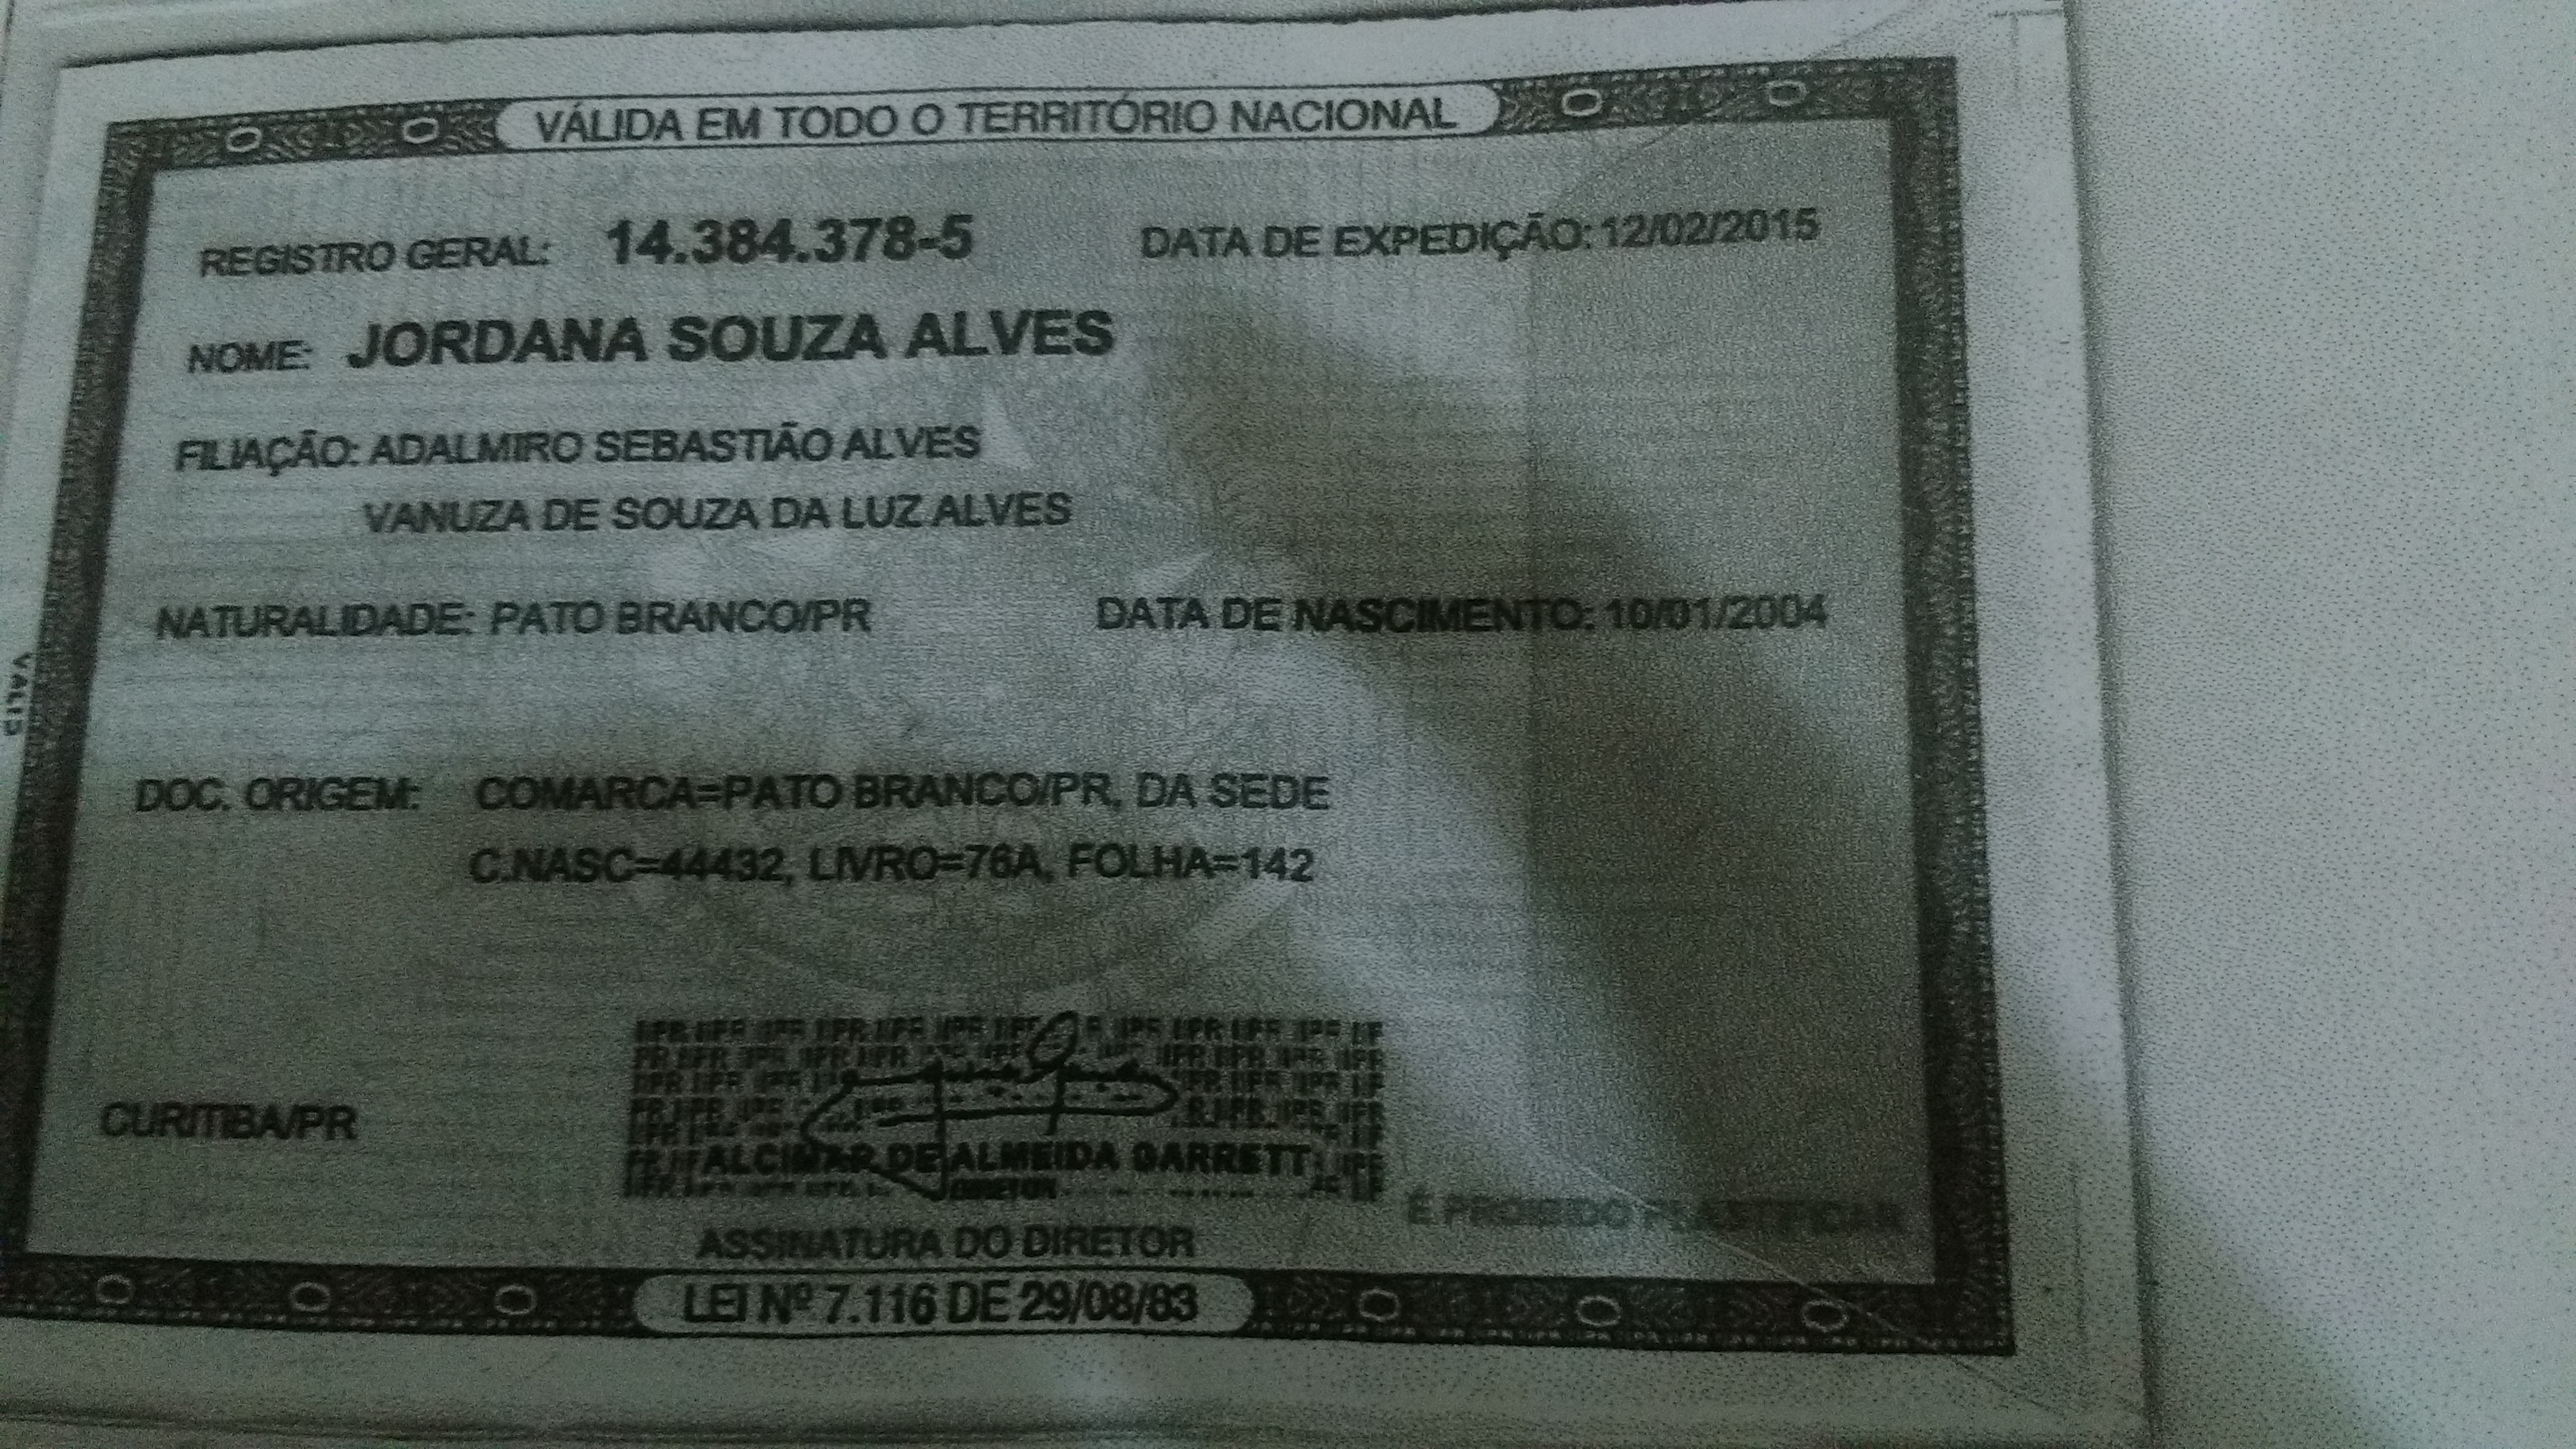 VÁLIDA EM TODO O TERRITÓRIO NACIONAL
REGISTRO GERAL: 14.384.378-5 DATA DE EXPEDIÇÃO: 12/02/2015
NOME: JORDANA SOUZA ALVES
FILIAÇÃO: ADALMIRO SEBASTIÃO ALVES
VANUZA DE SOUZA DA LUZ ALVES
NATURALIDADE: PATO BRANCO/PR DATA DE NASCIMENTO: 10/01/2004
DOC. ORIGEM: COMARCA=PATO BRANCO/PR, DA SEDE
C.NASC=44432, LIVRO=76A, FOLHA=142
CURITIBA/PR
ALCIMAR DE ALMEIDA GARRETT
DIRETOR
É PROIBIDO PLASTIFICAR
ASSINATURA DO DIRETOR
LEI Nº 7.116 DE 29/08/83